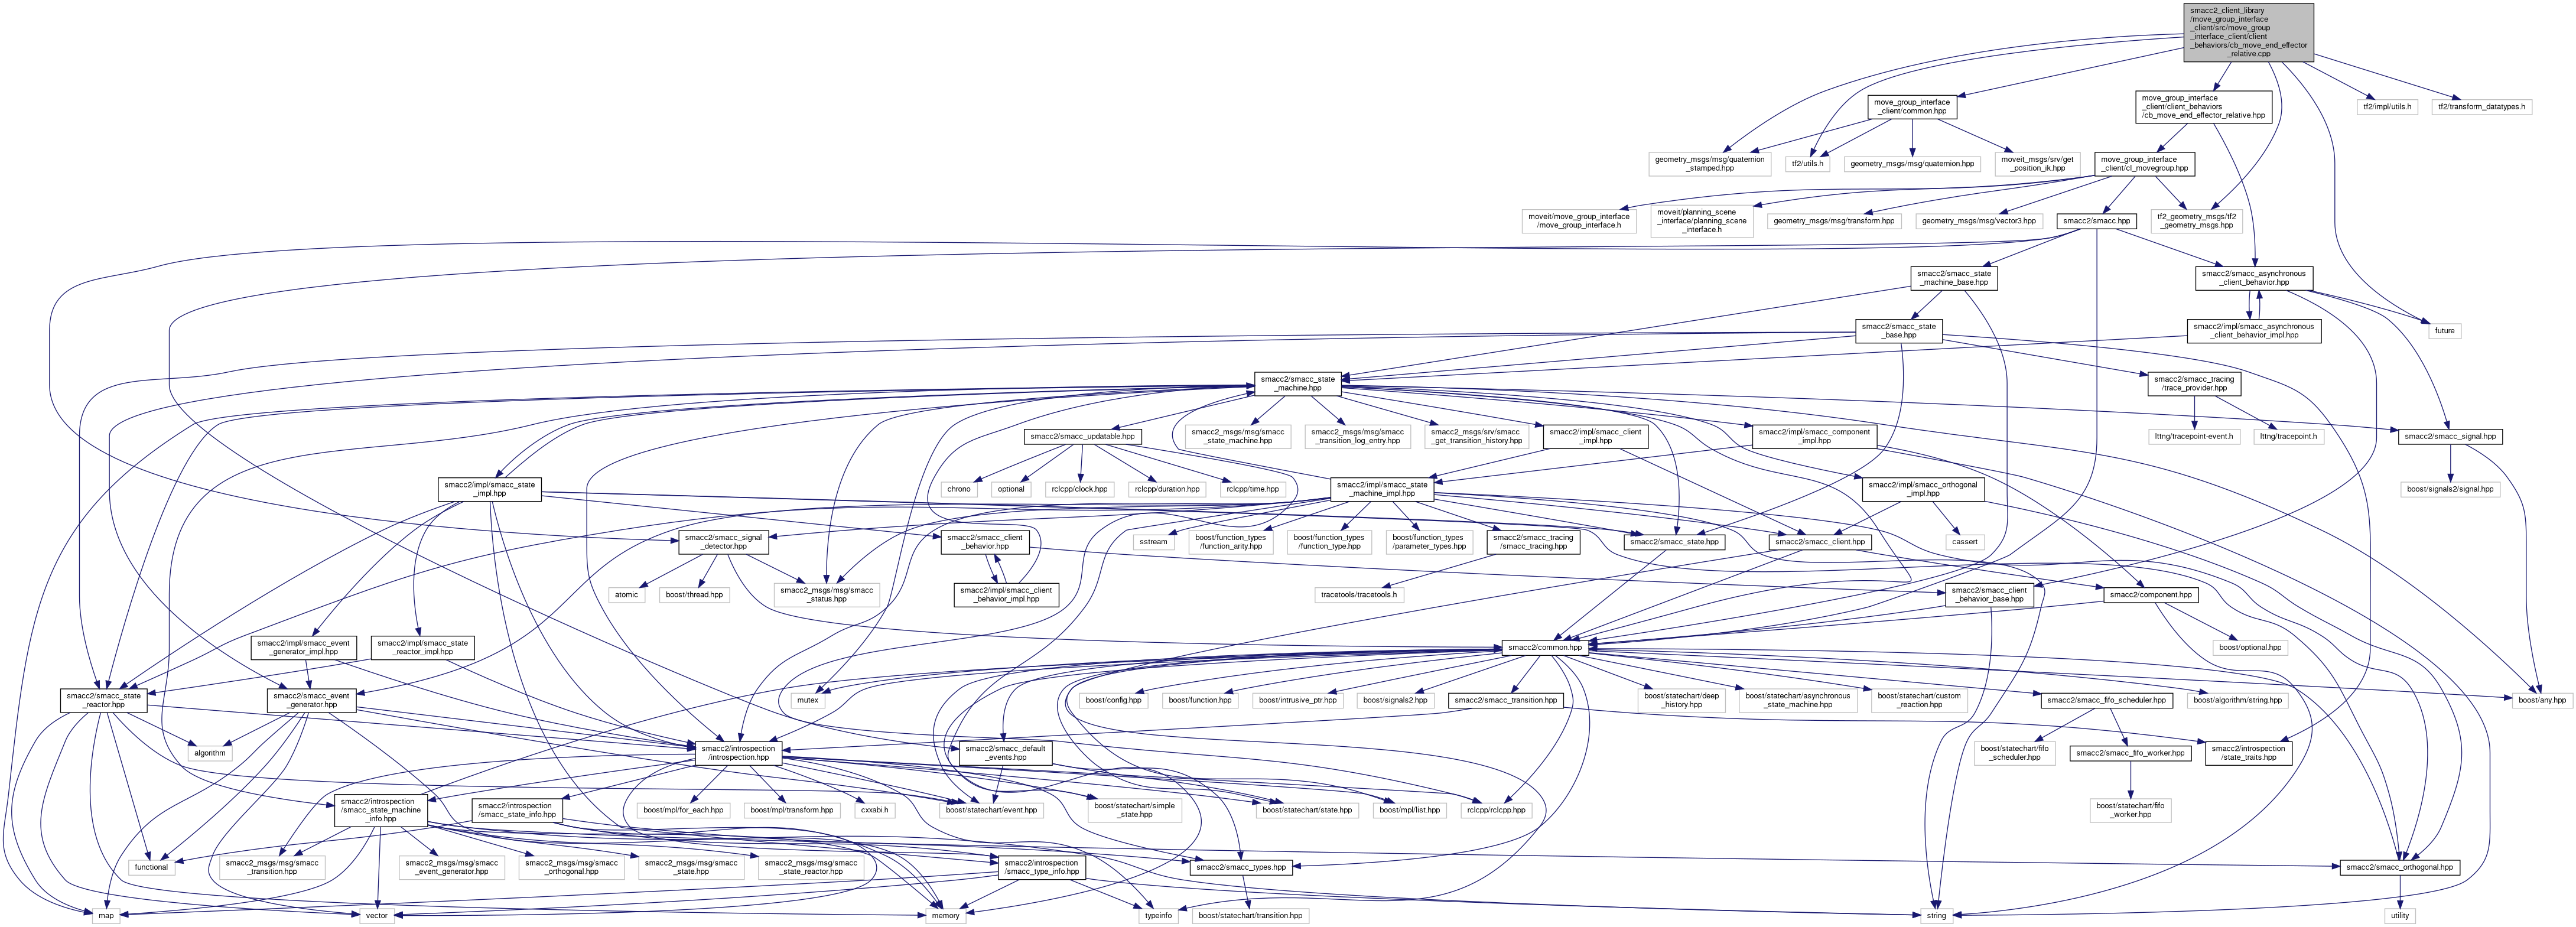 smacc2_client_library
/move_group_interface
_client/src/move_group
_interface_client/client
_behaviors/cb_move_end_effector
_relative.cpp
move_group_interface
_client/common.hpp
move_group_interface
_client/client_behaviors
/cb_move_end_effector_relative.hpp
tf2/impl/utils.h
tf2/transform_datatypes.h
geometry_msgs/msg/quaternion
_stamped.hpp
tf2/utils.h
geometry_msgs/msg/quaternion.hpp
moveit_msgs/srv/get
_position_ik.hpp
move_group_interface
_client/cl_movegroup.hpp
moveit/move_group_interface
/move_group_interface.h
moveit/planning_scene
_interface/planning_scene
_interface.h
geometry_msgs/msg/transform.hpp
geometry_msgs/msg/vector3.hpp
smacc2/smacc.hpp
tf2_geometry_msgs/tf2
_geometry_msgs.hpp
smacc2/smacc_state
_machine_base.hpp
smacc2/smacc_asynchronous
_client_behavior.hpp
smacc2/smacc_state
_base.hpp
smacc2/impl/smacc_asynchronous
_client_behavior_impl.hpp
future
smacc2/smacc_state
_machine.hpp
smacc2/smacc_tracing
/trace_provider.hpp
smacc2/smacc_updatable.hpp
smacc2_msgs/msg/smacc
_state_machine.hpp
smacc2_msgs/msg/smacc
_transition_log_entry.hpp
smacc2_msgs/srv/smacc
_get_transition_history.hpp
smacc2/impl/smacc_client
_impl.hpp
smacc2/impl/smacc_component
_impl.hpp
lttng/tracepoint-event.h
lttng/tracepoint.h
smacc2/smacc_signal.hpp
smacc2/impl/smacc_state
_impl.hpp
chrono
optional
rclcpp/clock.hpp
rclcpp/duration.hpp
rclcpp/time.hpp
smacc2/impl/smacc_state
_machine_impl.hpp
smacc2/impl/smacc_orthogonal
_impl.hpp
boost/signals2/signal.hpp
smacc2/smacc_signal
_detector.hpp
smacc2/smacc_client
_behavior.hpp
sstream
boost/function_types
/function_arity.hpp
boost/function_types
/function_type.hpp
boost/function_types
/parameter_types.hpp
smacc2/smacc_tracing
/smacc_tracing.hpp
smacc2/smacc_state.hpp
smacc2/smacc_client.hpp
cassert
atomic
boost/thread.hpp
smacc2_msgs/msg/smacc
_status.hpp
smacc2/impl/smacc_client
_behavior_impl.hpp
tracetools/tracetools.h
smacc2/smacc_client
_behavior_base.hpp
smacc2/component.hpp
smacc2/impl/smacc_event
_generator_impl.hpp
smacc2/impl/smacc_state
_reactor_impl.hpp
smacc2/common.hpp
boost/optional.hpp
smacc2/smacc_state
_reactor.hpp
smacc2/smacc_event
_generator.hpp
mutex
boost/config.hpp
boost/function.hpp
boost/intrusive_ptr.hpp
boost/signals2.hpp
smacc2/smacc_transition.hpp
boost/statechart/deep
_history.hpp
boost/statechart/asynchronous
_state_machine.hpp
boost/statechart/custom
_reaction.hpp
smacc2/smacc_fifo_scheduler.hpp
boost/algorithm/string.hpp
boost/any.hpp
algorithm
smacc2/introspection
/introspection.hpp
smacc2/smacc_default
_events.hpp
boost/statechart/fifo
_scheduler.hpp
smacc2/smacc_fifo_worker.hpp
smacc2/introspection
/state_traits.hpp
smacc2/introspection
/smacc_state_machine
_info.hpp
smacc2/introspection
/smacc_state_info.hpp
boost/mpl/for_each.hpp
boost/mpl/transform.hpp
cxxabi.h
boost/statechart/event.hpp
boost/statechart/simple
_state.hpp
boost/statechart/state.hpp
boost/mpl/list.hpp
rclcpp/rclcpp.hpp
boost/statechart/fifo
_worker.hpp
functional
smacc2_msgs/msg/smacc
_transition.hpp
smacc2_msgs/msg/smacc
_event_generator.hpp
smacc2_msgs/msg/smacc
_orthogonal.hpp
smacc2_msgs/msg/smacc
_state.hpp
smacc2_msgs/msg/smacc
_state_reactor.hpp
smacc2/introspection
/smacc_type_info.hpp
smacc2/smacc_types.hpp
smacc2/smacc_orthogonal.hpp
map
vector
memory
typeinfo
boost/statechart/transition.hpp
string
utility